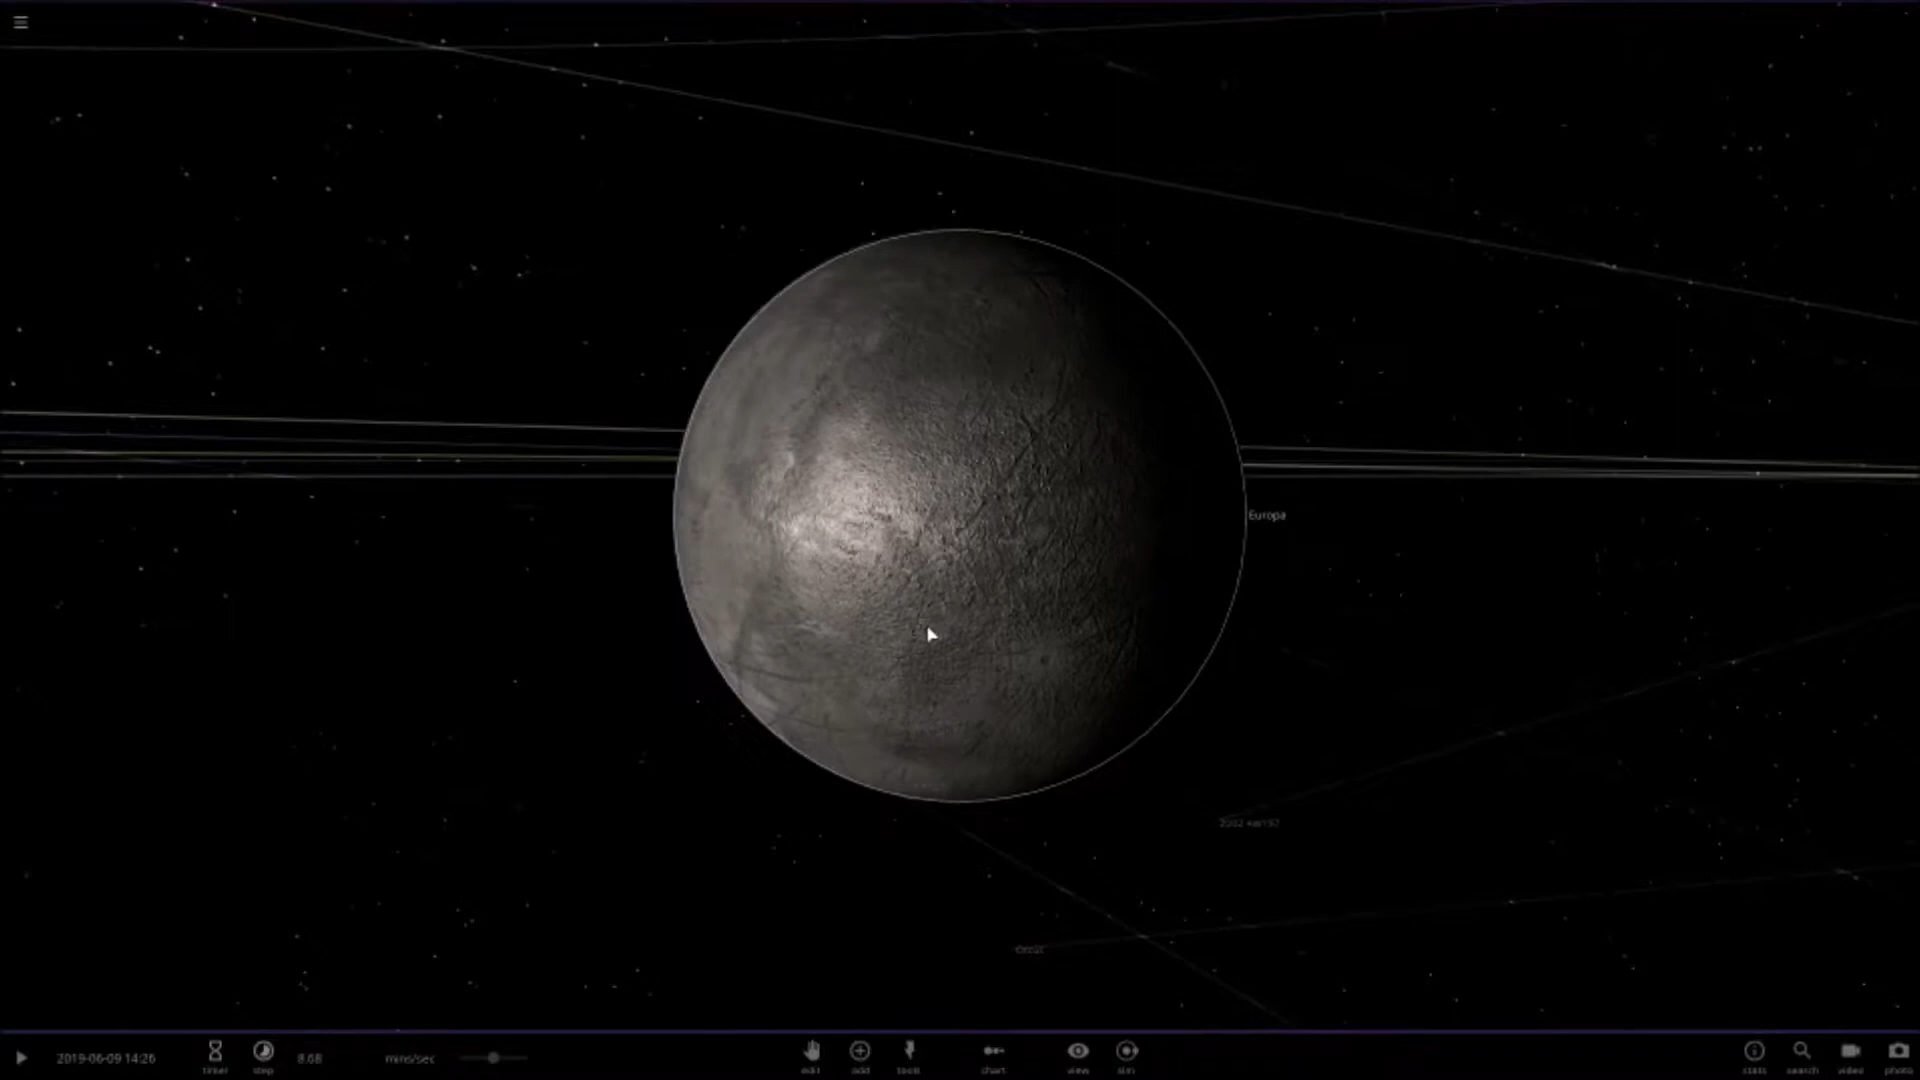 Europa
Orcus
2019-06-09 14:26
timer
step
8.68
mins/sec
edit
add
tools
chart
view
sim
stats
search
video
photo